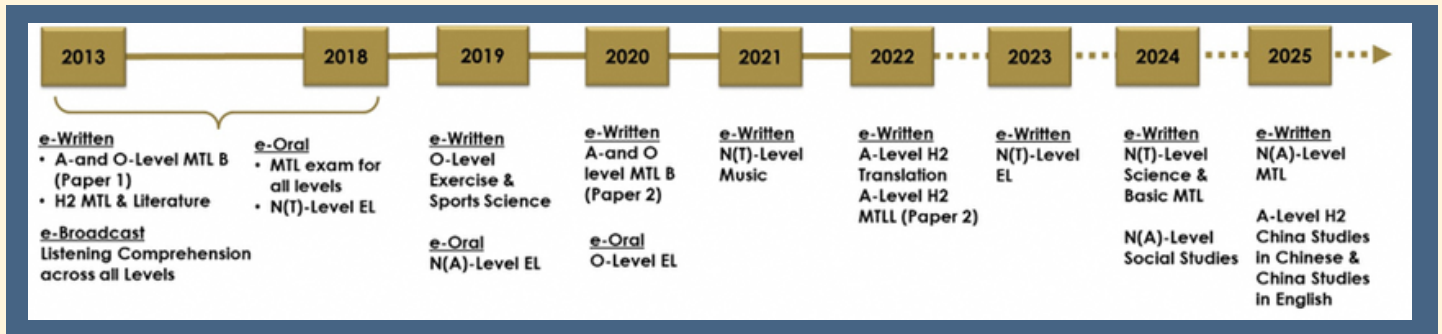 2013
2018
2019
2020
2021
2022
2023
2024
2025
e-Written
• A-and O-Level MTL B
(Paper 1)
• H2 MTL & Literature
e-Broadcast
Listening Comprehension
across all Levels
e-Oral
• MTL exam for
all levels
• N(T)-Level EL
e-Written
O-Level
Exercise &
Sports Science
e-Oral
N(A)-Level EL
e-Written
A-and O
level MTL B
(Paper 2)
e-Oral
O-Level EL
e-Written
N(T)-Level
Music
e-Written
A-Level H2
Translation
A-Level H2
MTLL (Paper 2)
e-Written
N(T)-Level
EL
e-Written
N(T)-Level
Science &
Basic MTL
N(A)-Level
Social Studies
e-Written
N(A)-Level
MTL
A-Level H2
China Studies
in Chinese &
China Studies
in English